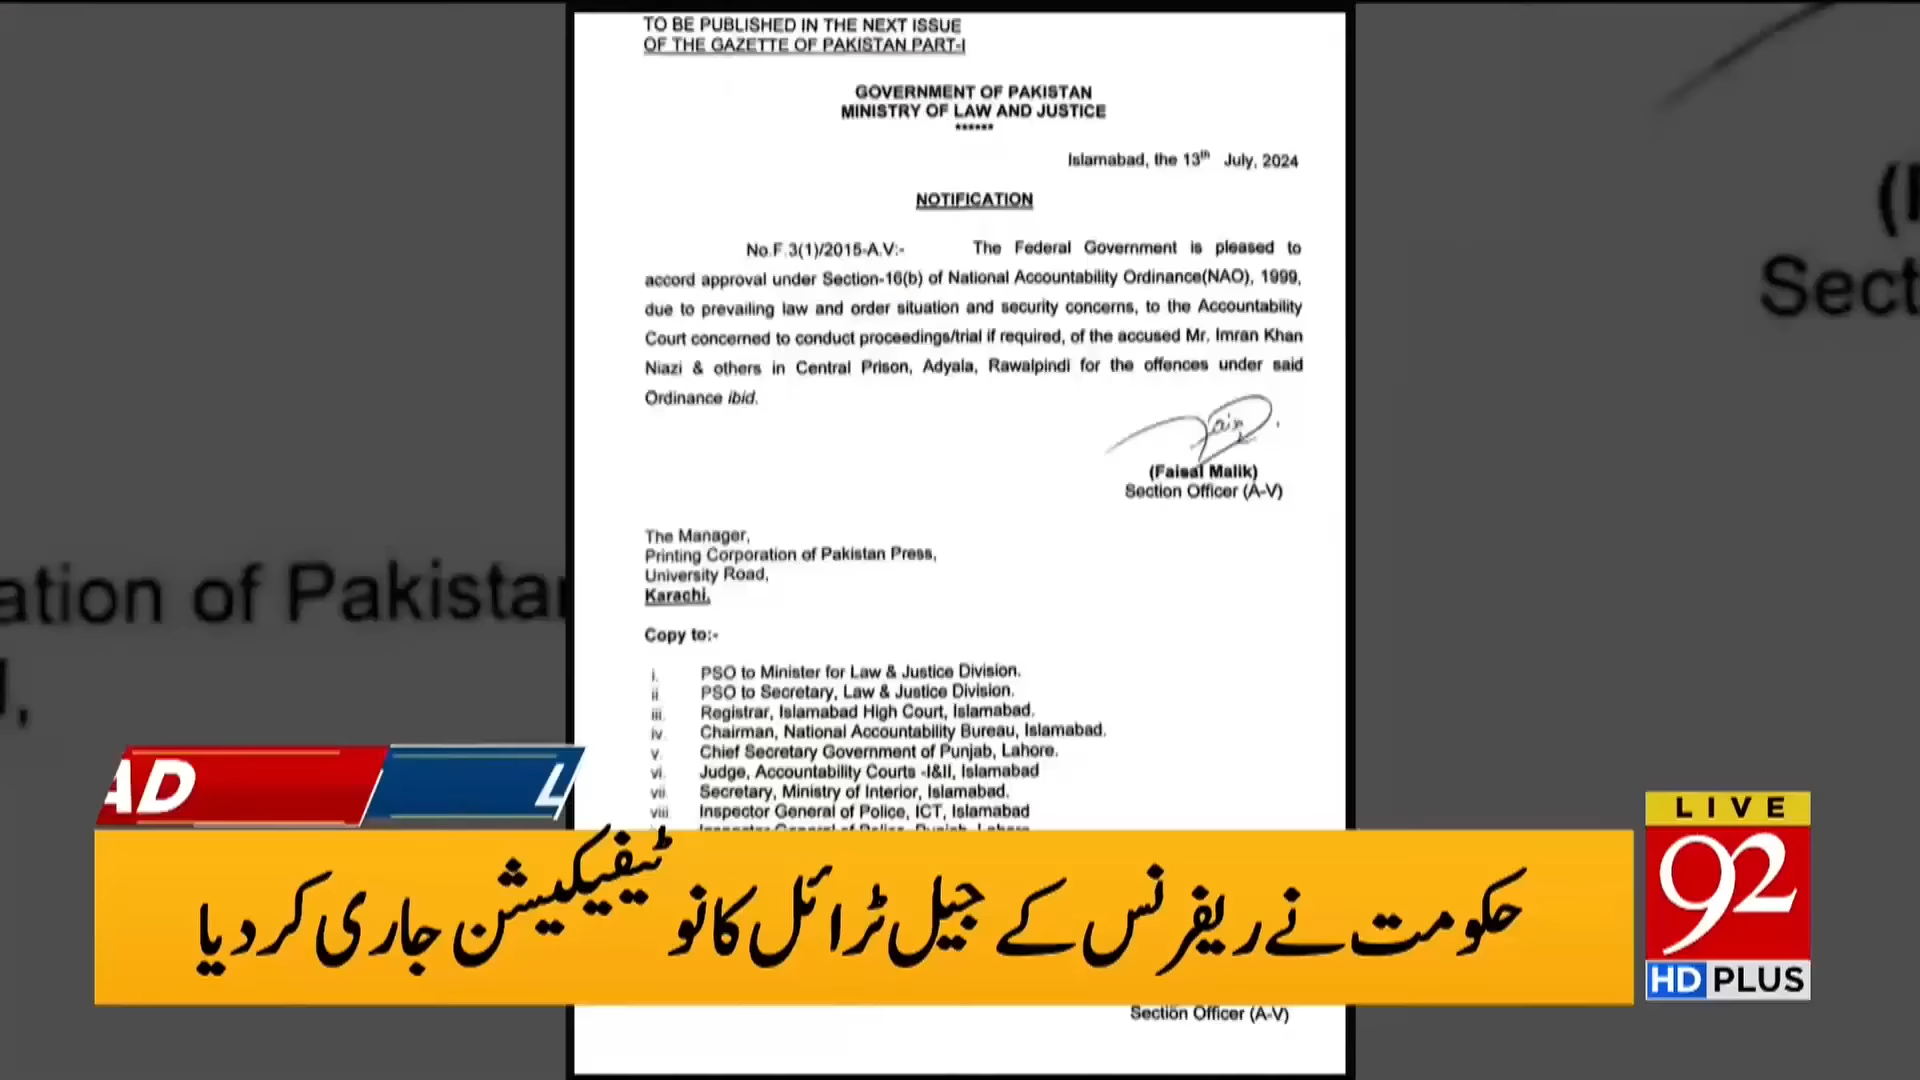 TO BE PUBLISHED IN THE NEXT ISSUE
OF THE GAZETTE OF PAKISTAN PART-I
GOVERNMENT OF PAKISTAN
MINISTRY OF LAW AND JUSTICE
******
Islamabad, the 13th July, 2024
NOTIFICATION
No.F.3(1)/2015-A.V:- The Federal Government is pleased to
accord approval under Section-16(b) of National Accountability Ordinance(NAO), 1999,
due to prevailing law and order situation and security concerns, to the Accountability
Court concerned to conduct proceedings/trial if required, of the accused Mr. Imran Khan
Niazi & others in Central Prison, Adyala, Rawalpindi for the offences under said
Ordinance ibid.
(Faisal Malik)
Section Officer (A-V)
The Manager,
Printing Corporation of Pakistan Press,
University Road,
Karachi.
Copy to:-
i. PSO to Minister for Law & Justice Division.
ii PSO to Secretary, Law & Justice Division.
iii. Registrar, Islamabad High Court, Islamabad.
iv. Chairman, National Accountability Bureau, Islamabad.
v. Chief Secretary Government of Punjab, Lahore.
vi. Judge, Accountability Courts -I&II, Islamabad
vii. Secretary, Ministry of Interior, Islamabad.
viii Inspector General of Police, ICT, Islamabad
Inspector General of Police, Punjab, Lahore
Section Officer (A-V)
ation of Pakistan
Sect
AD
حکومت نے ریفرنس کے جیل ٹرائل کا نوٹیفیکیشن جاری کردیا
LIVE
92
HD PLUS